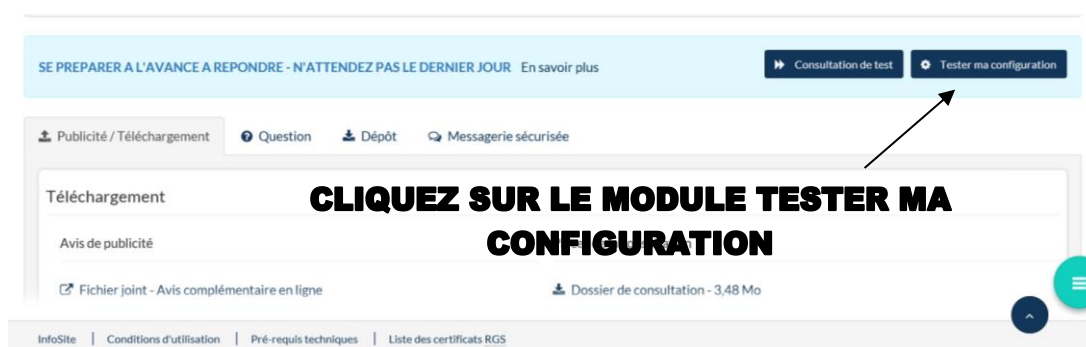 SE PREPARER A L'AVANCE A REPONDRE - N'ATTENDEZ PAS LE DERNIER JOUR En savoir plus
Consultation de test
Tester ma configuration
Publicité / Téléchargement
Question
Dépôt
Messagerie sécurisée
Téléchargement
CLIQUEZ SUR LE MODULE TESTER MA
CONFIGURATION
Avis de publicité
Fichier joint - Avis complémentaire en ligne
Dossier de consultation - 3,48 Mo
InfoSite | Conditions d'utilisation | Pré-requis techniques | Liste des certificats RGS